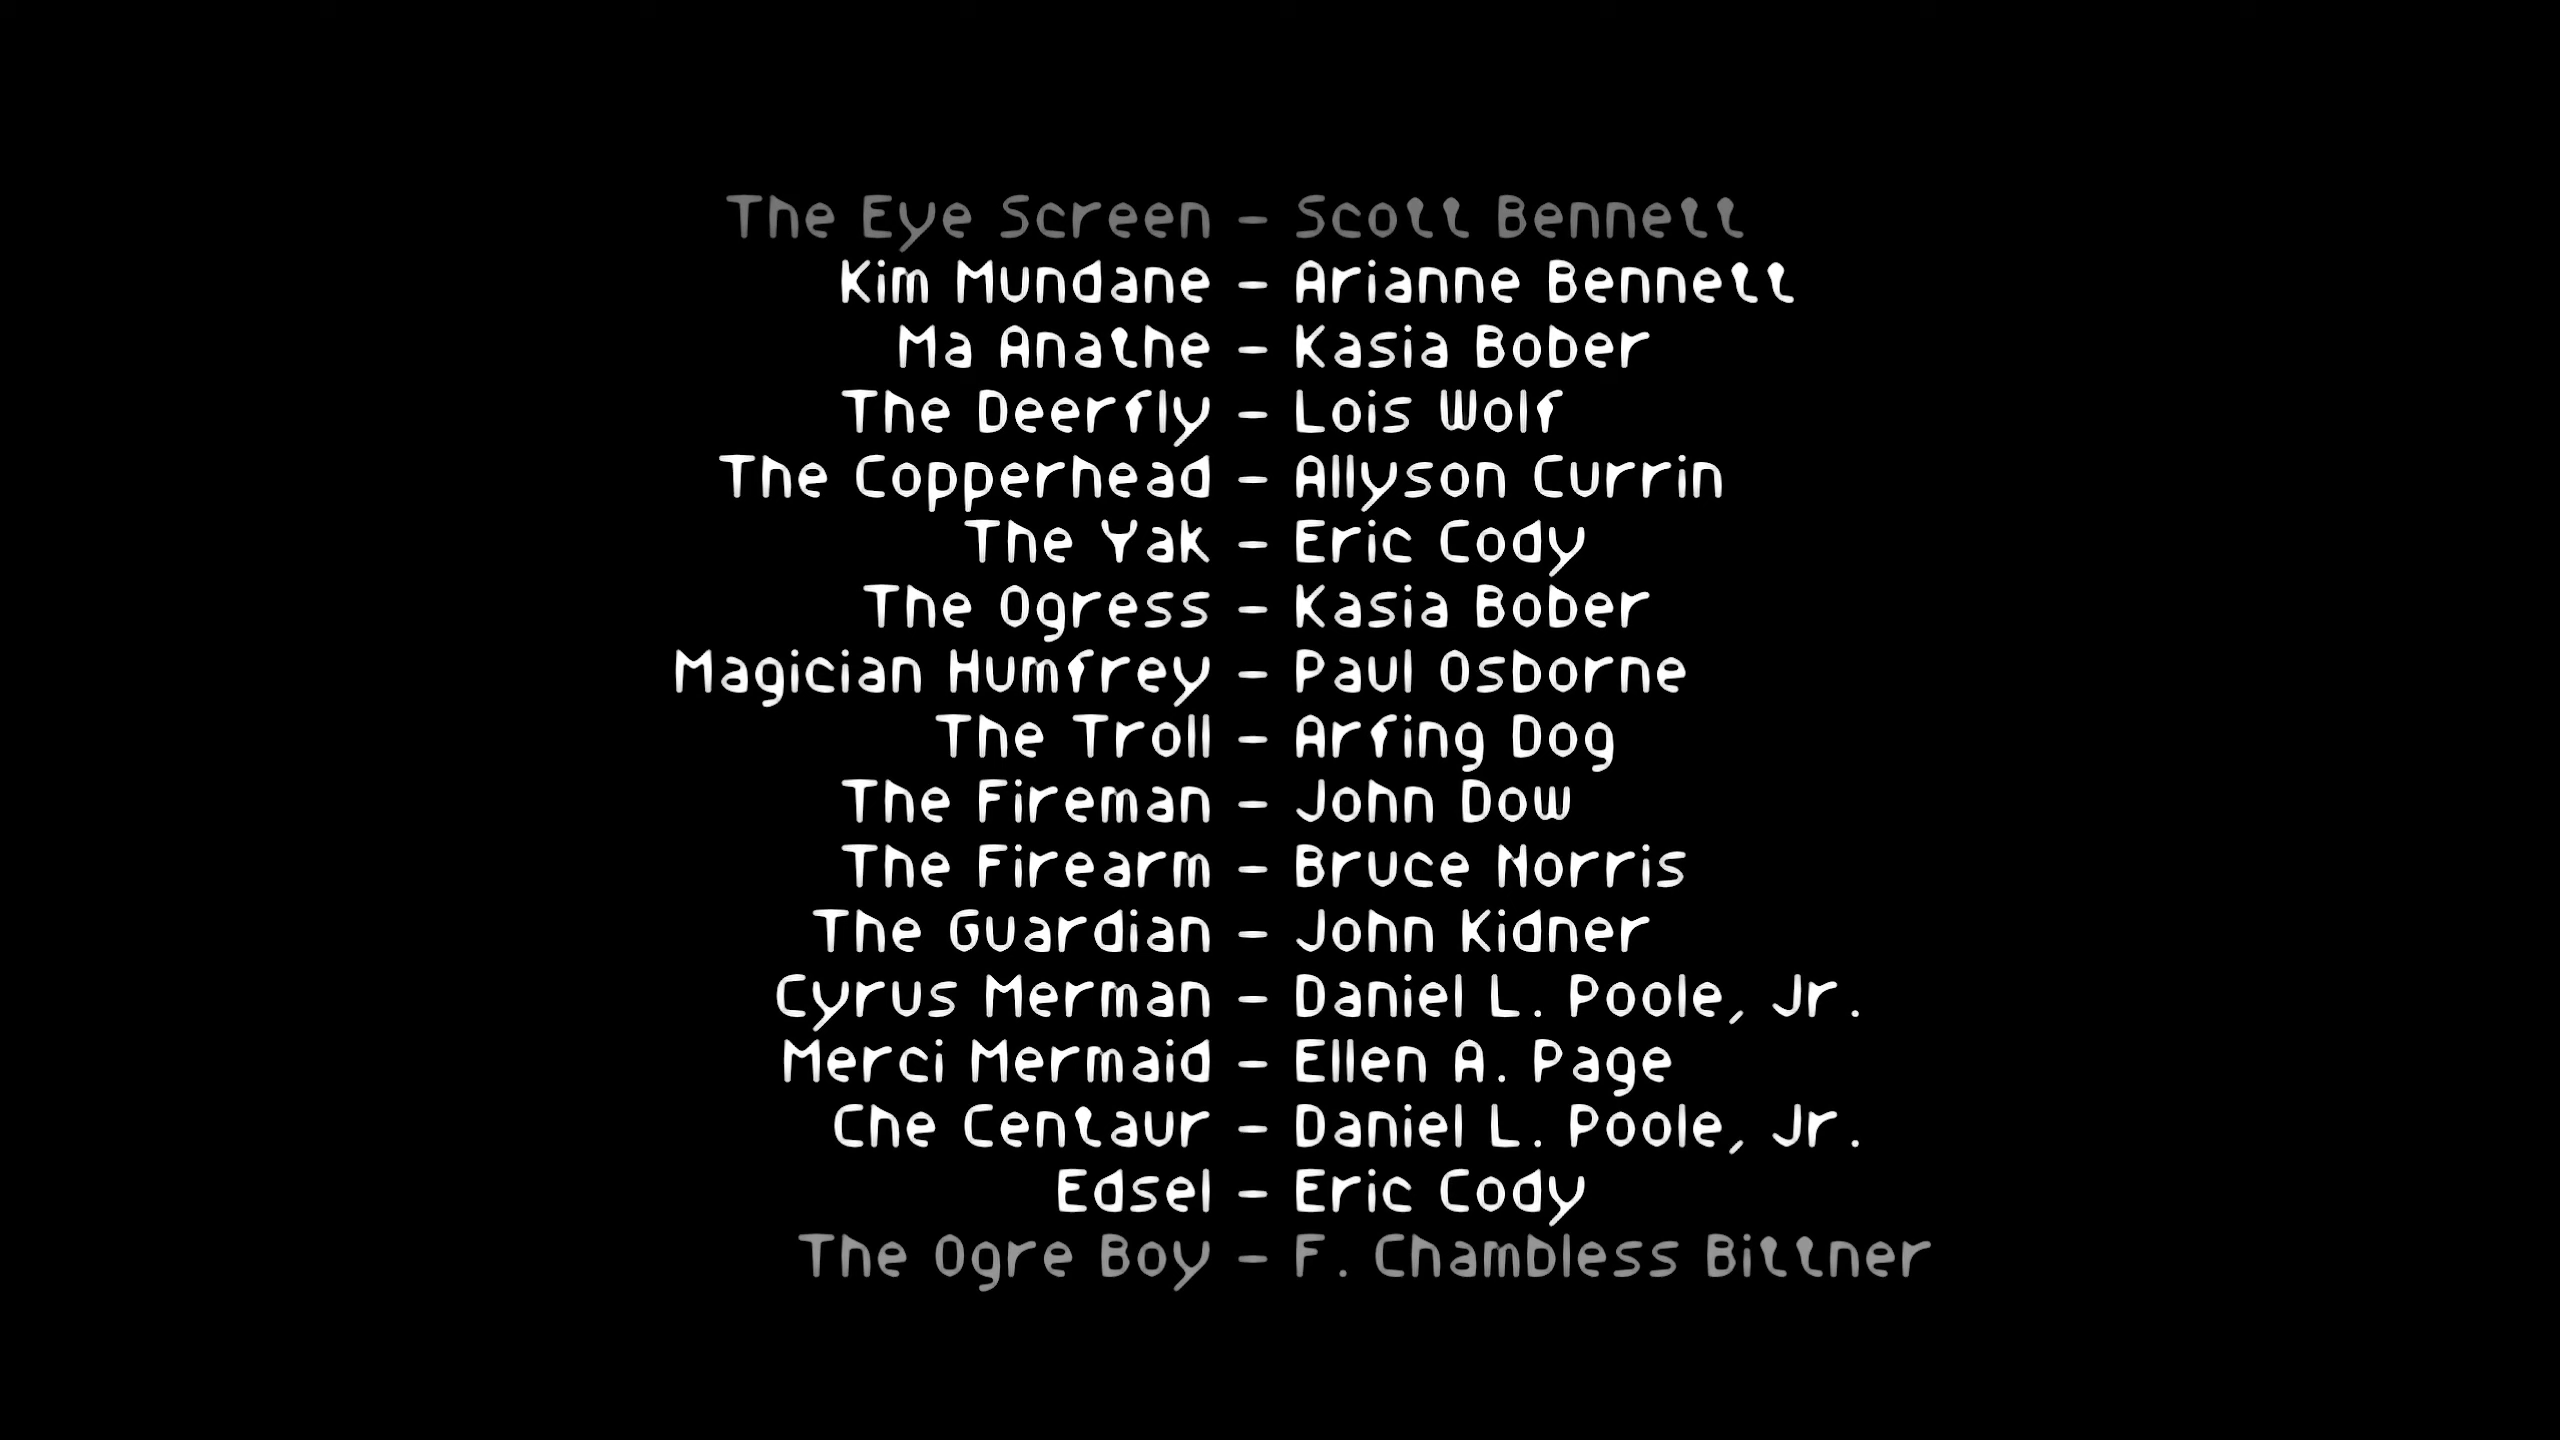 The Eye Screen - Scott Bennett
Kim Mundane - Arianne Bennett
Ma Anathe - Kasia Bober
The Deerfly - Lois Wolf
The Copperhead - Allyson Currin
The Yak - Eric Cody
The Ogress - Kasia Bober
Magician Humfrey - Paul Osborne
The Troll - Arfing Dog
The Fireman - John Dow
The Firearm - Bruce Norris
The Guardian - John Kidner
Cyrus Merman - Daniel L. Poole, Jr.
Merci Mermaid - Ellen A. Page
Che Centaur - Daniel L. Poole, Jr.
Edsel - Eric Cody
The Ogre Boy - F. Chambless Bittner